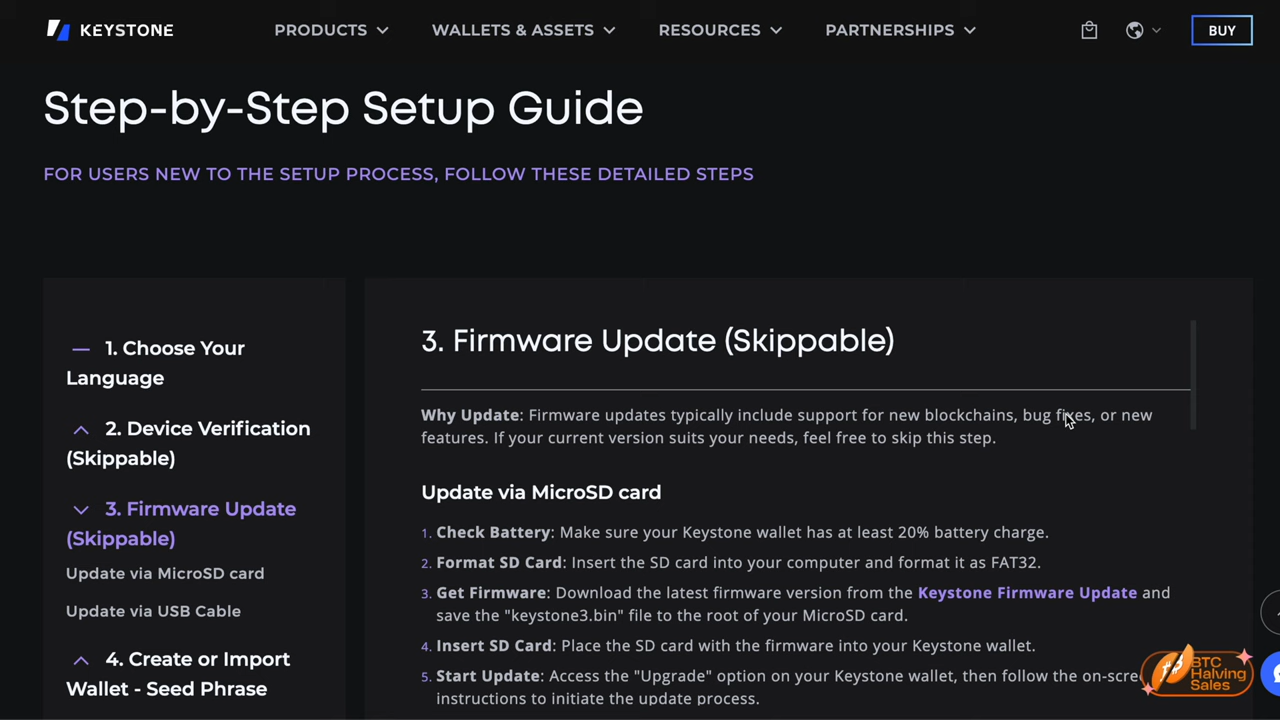 KEYSTONE
PRODUCTS
WALLETS & ASSETS
RESOURCES
PARTNERSHIPS
BUY
Step-by-Step Setup Guide
FOR USERS NEW TO THE SETUP PROCESS, FOLLOW THESE DETAILED STEPS
1. Choose Your
Language
2. Device Verification
(Skippable)
3. Firmware Update
(Skippable)
Update via MicroSD card
Update via USB Cable
4. Create or Import
Wallet - Seed Phrase
3. Firmware Update (Skippable)
Why Update: Firmware updates typically include support for new blockchains, bug fixes, or new
features. If your current version suits your needs, feel free to skip this step.
Update via MicroSD card
1. Check Battery: Make sure your Keystone wallet has at least 20% battery charge.
2. Format SD Card: Insert the SD card into your computer and format it as FAT32.
3. Get Firmware: Download the latest firmware version from the Keystone Firmware Update and
save the "keystone3.bin" file to the root of your MicroSD card.
4. Insert SD Card: Place the SD card with the firmware into your Keystone wallet.
5. Start Update: Access the "Upgrade" option on your Keystone wallet, then follow the on-scre
instructions to initiate the update process.
BTC
Halving
Sales